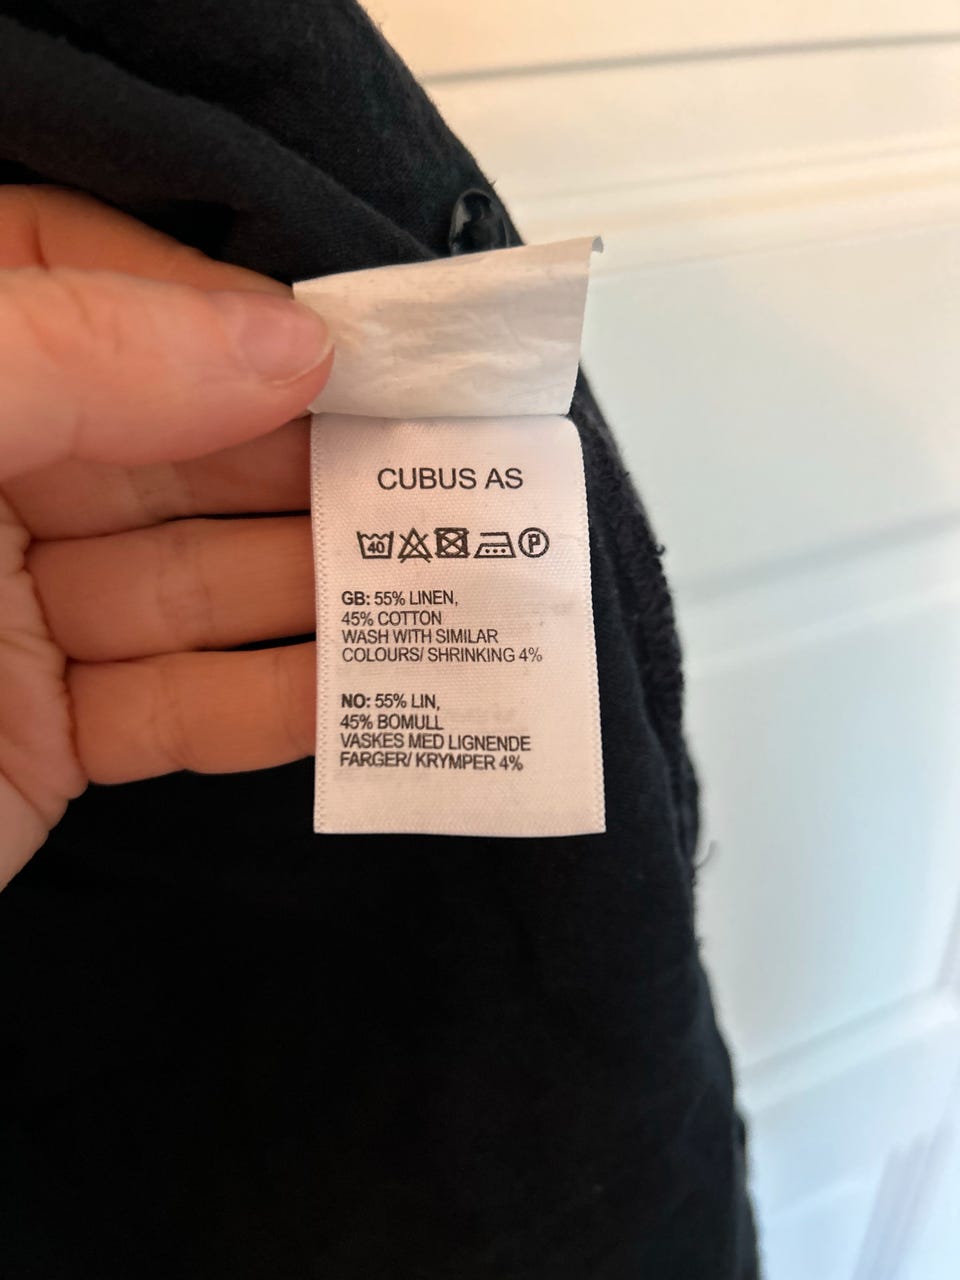 CUBUS AS
40 P
GB: 55% LINEN,
45% COTTON
WASH WITH SIMILAR
COLOURS/ SHRINKING 4%
NO: 55% LIN,
45% BOMULL
VASKES MED LIGNENDE
FARGER/ KRYMPER 4%